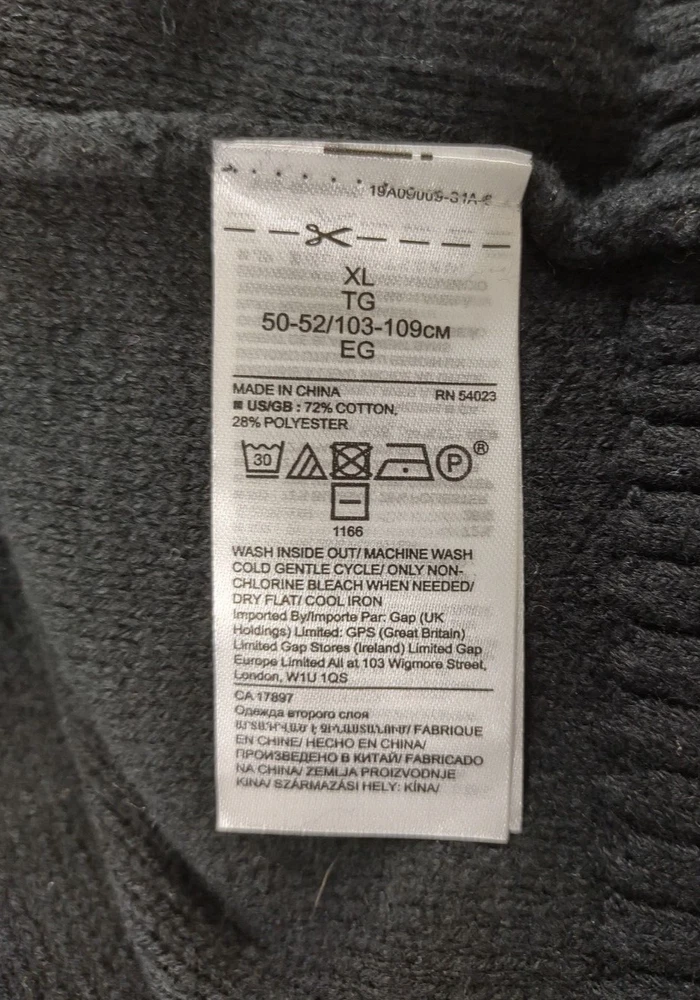 XL
TG
50-52/103-109CM
EG
MADE IN CHINA RN 54023
■ US/GB : 72% COTTON,
28% POLYESTER
30 P ®
1166
WASH INSIDE OUT/ MACHINE WASH
COLD GENTLE CYCLE/ ONLY NON-
CHLORINE BLEACH WHEN NEEDED/
DRY FLAT/ COOL IRON
Imported By/Importe Par: Gap (UK
Holdings) Limited: GPS (Great Britain)
Limited Gap Stores (Ireland) Limited Gap
Europe Limited All at 103 Wigmore Street,
London, W1U 1QS
CA 17897
Одежда второго слоя
ԱՐՏԱԴՐՎԱԾ Է ՉԻՆԱՍՏԱՆՈՒՄ/ FABRIQUE
EN CHINE/ HECHO EN CHINA/
ПРОИЗВЕДЕНО В КИТАЙ/ FABRICADO
NA CHINA/ ZEMLJA PROIZVODNJE
KINA/ SZÁRMAZÁSI HELY: KÍNA/